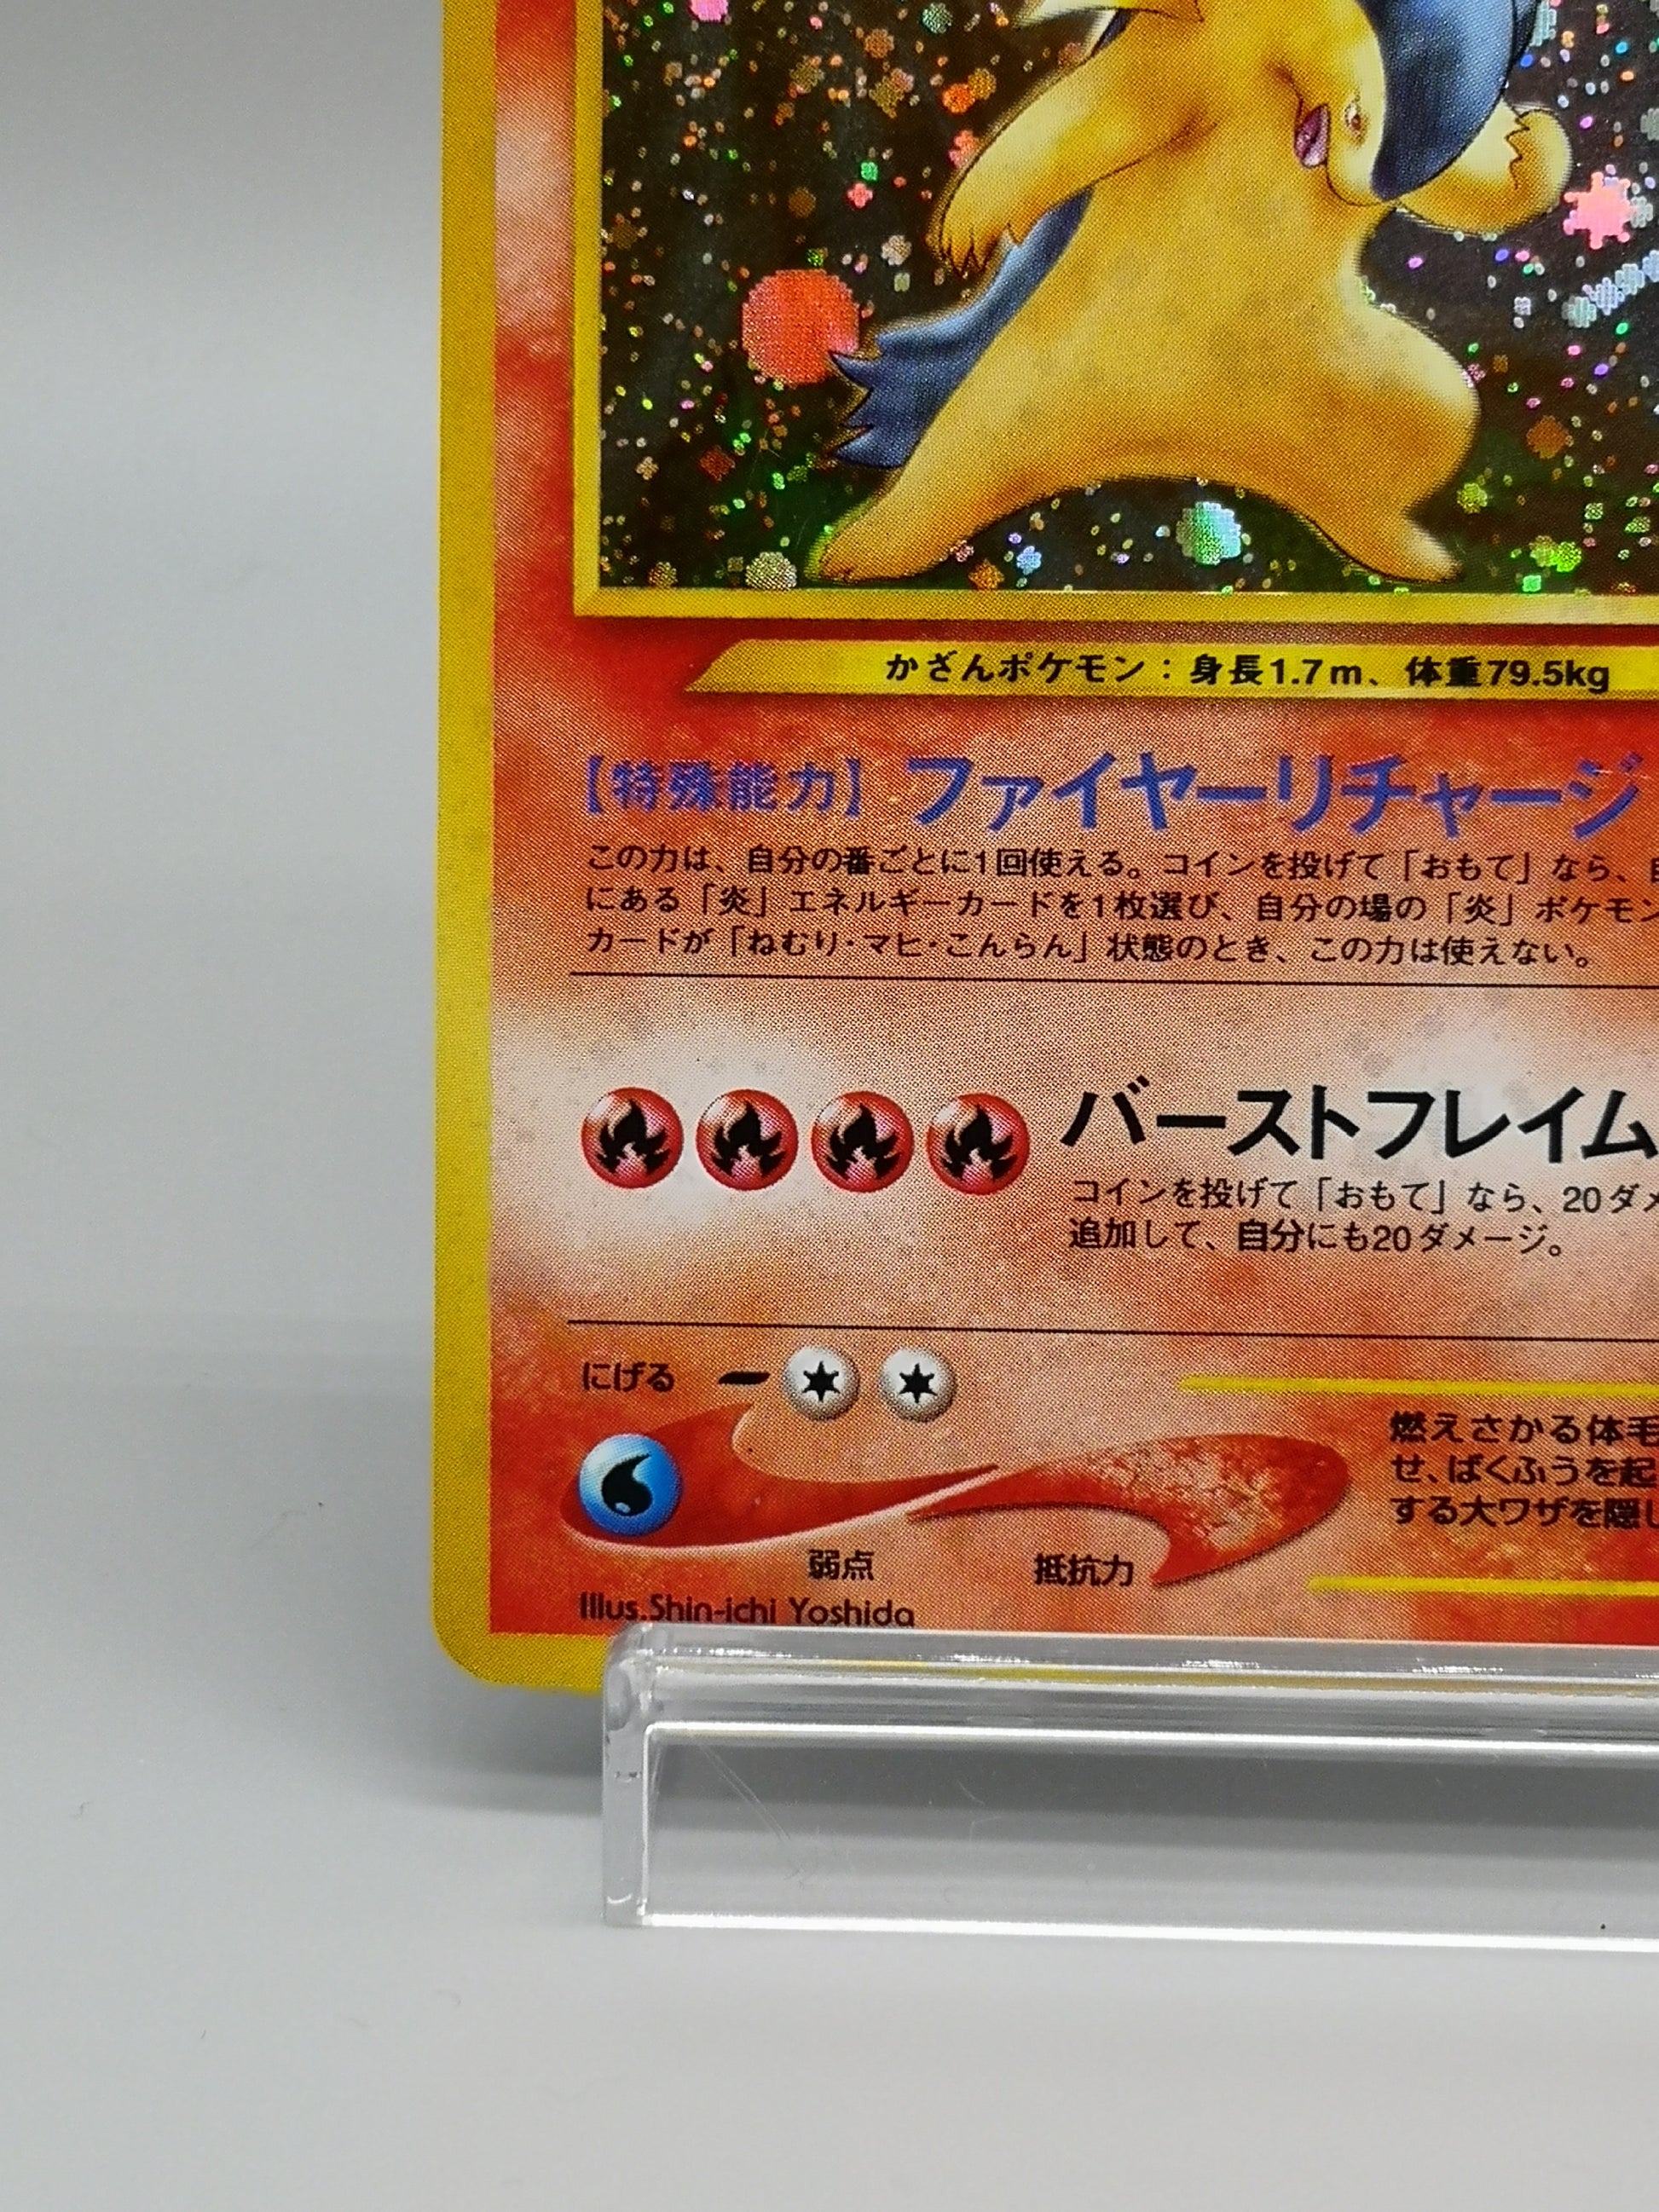 かざんポケモン：身長1.7m、体重79.5kg
【特殊能力】ファイヤーリチャージ
この力は、自分の番ごとに1回使える。コインを投げて「おもて」なら、自
にある「炎」エネルギーカードを1枚選び、自分の場の「炎」ポケモン
カードが「ねむり・マヒ・こんらん」状態のとき、この力は使えない。
バーストフレイム
コインを投げて「おもて」なら、20ダメ
追加して、自分にも20ダメージ。
にげる
燃えさかる体毛
せ、ばくふうを起
する大ワザを隠し
弱点 抵抗力
Illus.Shin-ichi Yoshida